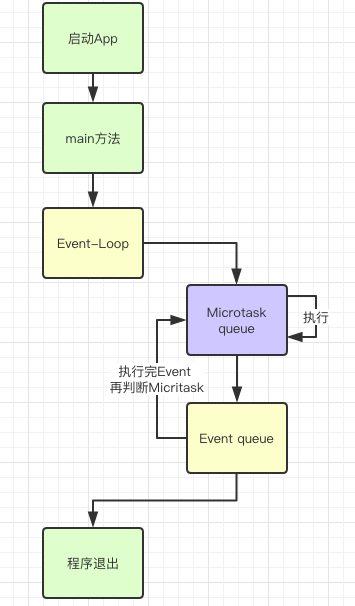 启动App
main方法
Event-Loop
Microtask
queue
执行
执行完Event
再判断Micritask
Event queue
程序退出